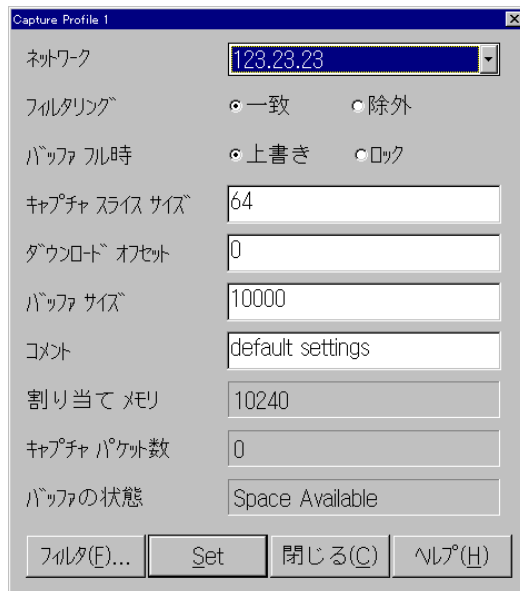 Capture Profile 1
ﾈｯﾄﾜｰｸ 123.23.23
ﾌｨﾙﾀﾘﾝｸﾞ 一致 除外
ﾊﾞｯﾌｧ ﾌﾙ時 上書き ﾛｯｸ
ｷｬﾌﾟﾁｬ ｽﾗｲｽ ｻｲｽﾞ 64
ﾀﾞｳﾝﾛｰﾄﾞ ｵﾌｾｯﾄ 0
ﾊﾞｯﾌｧ ｻｲｽﾞ 10000
ｺﾒﾝﾄ default settings
割り当て ﾒﾓﾘ 10240
ｷｬﾌﾟﾁｬ ﾊﾟｹｯﾄ数 0
ﾊﾞｯﾌｧの状態 Space Available
ﾌｨﾙﾀ(F)... Set 閉じる(C) ﾍﾙﾌﾟ(H)